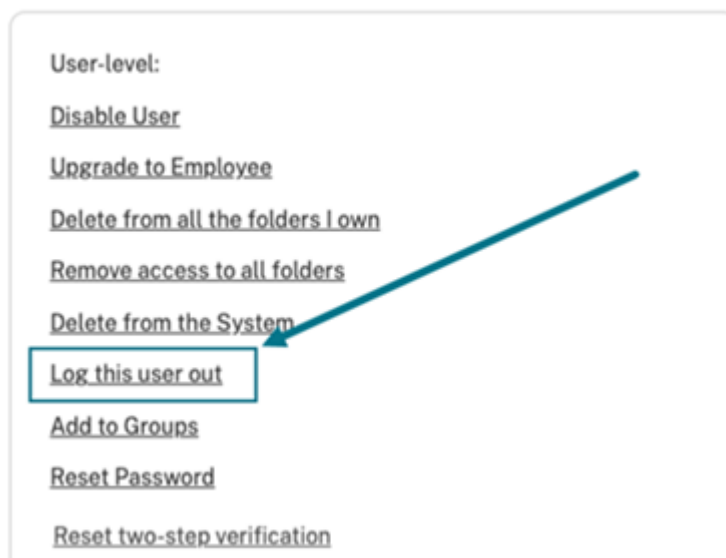 User-level:
Disable User
Upgrade to Employee
Delete from all the folders I own
Remove access to all folders
Delete from the System
Log this user out
Add to Groups
Reset Password
Reset two-step verification